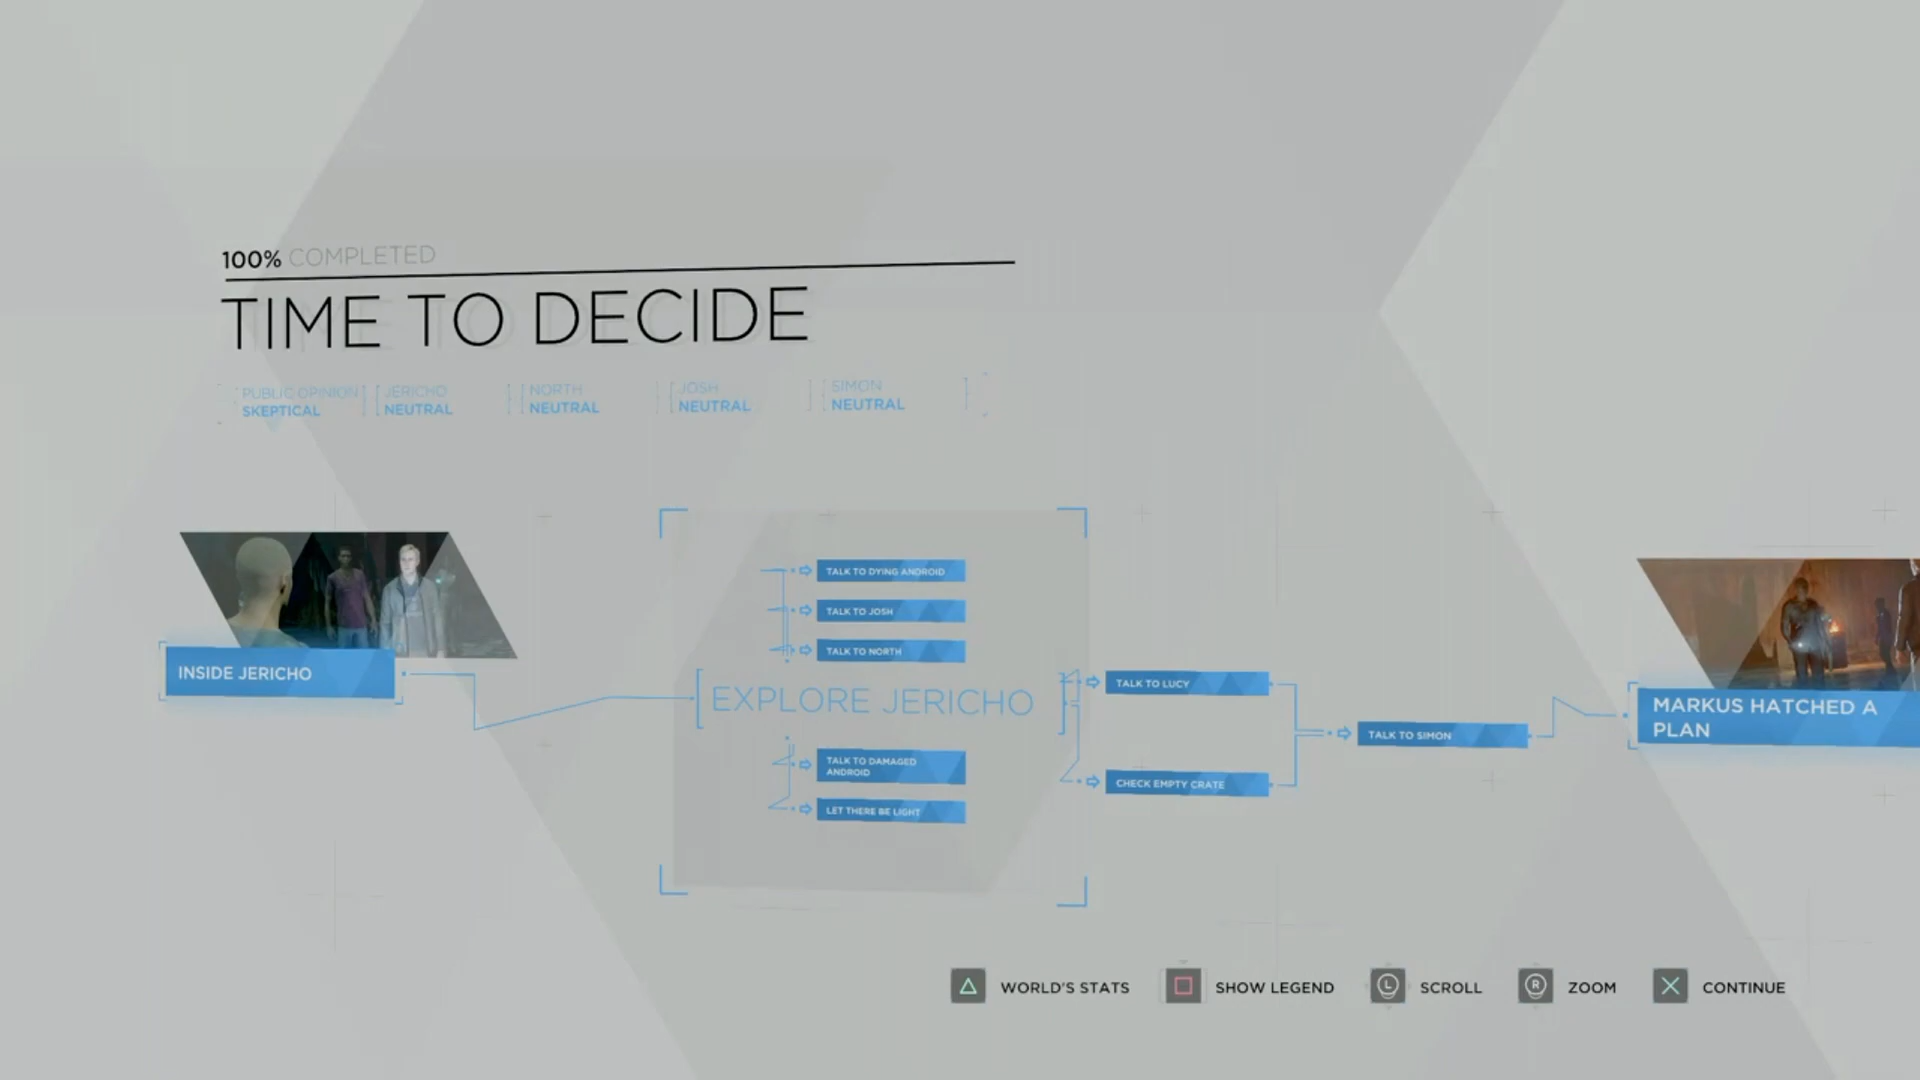 100% COMPLETED
TIME TO DECIDE
PUBLIC OPINION
SKEPTICAL
JERICHO
NEUTRAL
NORTH
NEUTRAL
JOSH
NEUTRAL
SIMON
NEUTRAL
INSIDE JERICHO
TALK TO DYING ANDROID
TALK TO JOSH
TALK TO NORTH
EXPLORE JERICHO
TALK TO DAMAGED
ANDROID
LET THERE BE LIGHT
TALK TO LUCY
CHECK EMPTY CRATE
TALK TO SIMON
MARKUS HATCHED A
PLAN
WORLD'S STATS
SHOW LEGEND
L
SCROLL
R
ZOOM
CONTINUE